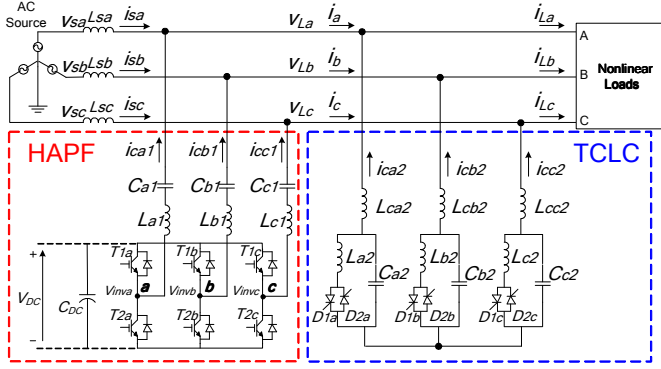 AC
Source
vsa Lsa isa vLa ia iLa A
vsb Lsb isb vLb ib iLb B
Nonlinear
Loads
vsc Lsc isc vLc ic iLc C
HAPF TCLC
ica1 icb1 icc1 ica2 icb2 icc2
Ca1 Cb1 Cc1
Lca2 Lcb2 Lcc2
La1 Lb1 Lc1
T1a T1b T1c
La2 Ca2 Lb2 Cb2 Lc2 Cc2
+
VDC CDC
Vinva a Vinvb b Vinvc c
T2a T2b T2c
D1a D2a D1b D2b D1c D2c
−